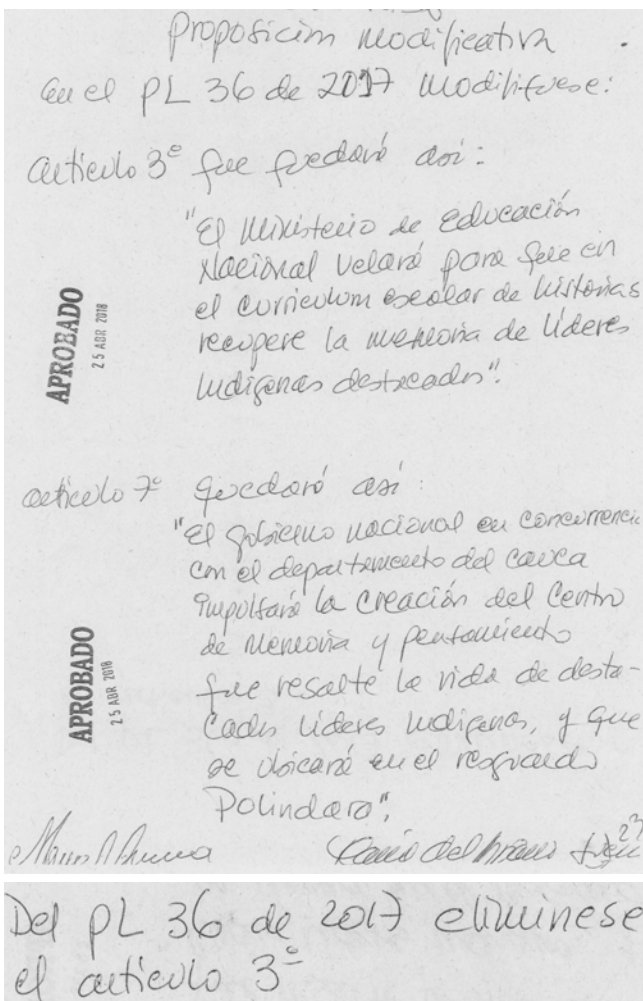 proposición modificativa
en el PL 36 de 2017 modifíquese:
artículo 3º que quedará así:
"El Ministerio de Educación
Nacional velará para que en
el currículum escolar de historias
recupere la memoria de líderes
indígenas destacados".
APROBADO
25 ABR 2018
artículo 7º quedará así:
"El gobierno nacional en concurrencia
con el departamento del cauca
impulsará la creación del Centro
de Memoria y pensamiento
que resalte la vida de desta-
cados líderes indígenas, y que
se ubicará en el resguardo
Polindara".
APROBADO
25 ABR 2018
Del PL 36 de 2017 eliminese
el artículo 3º